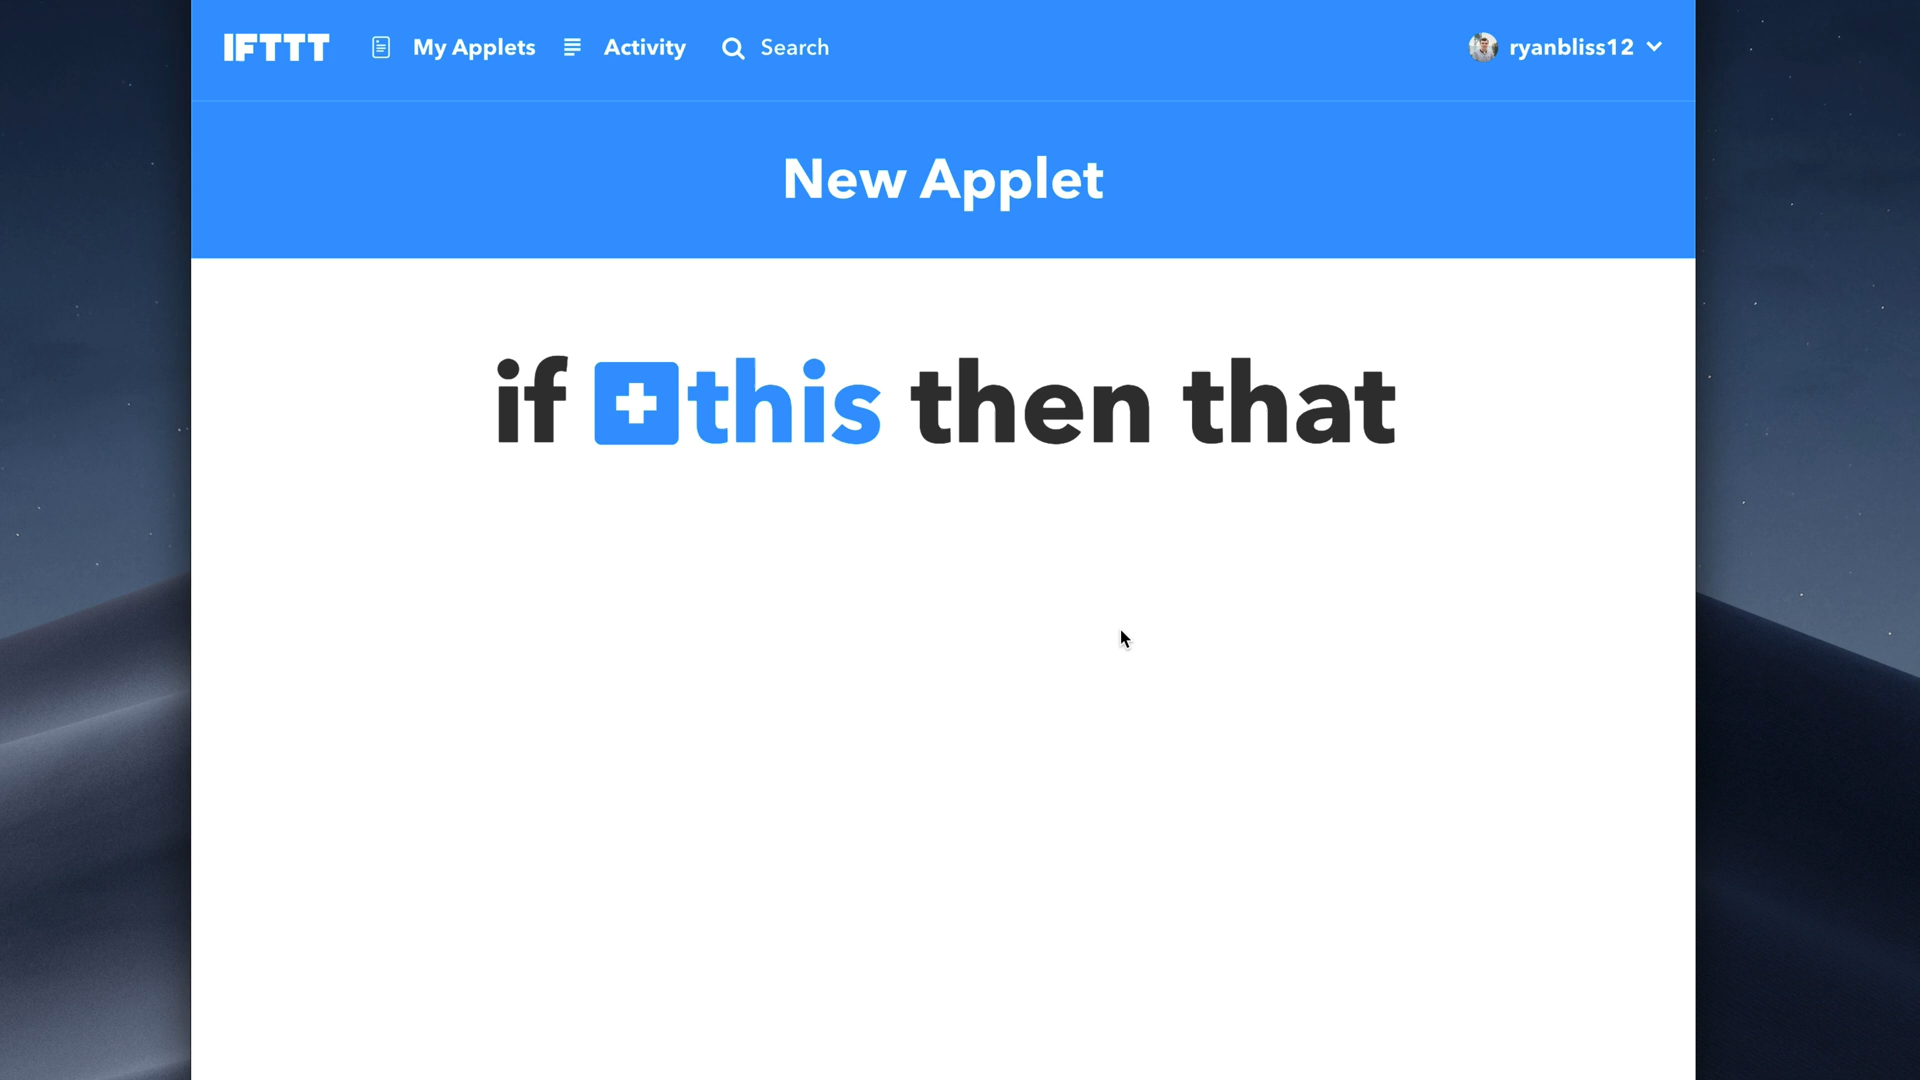 IFTTT My Applets Activity Search ryanbliss12
New Applet
if this then that